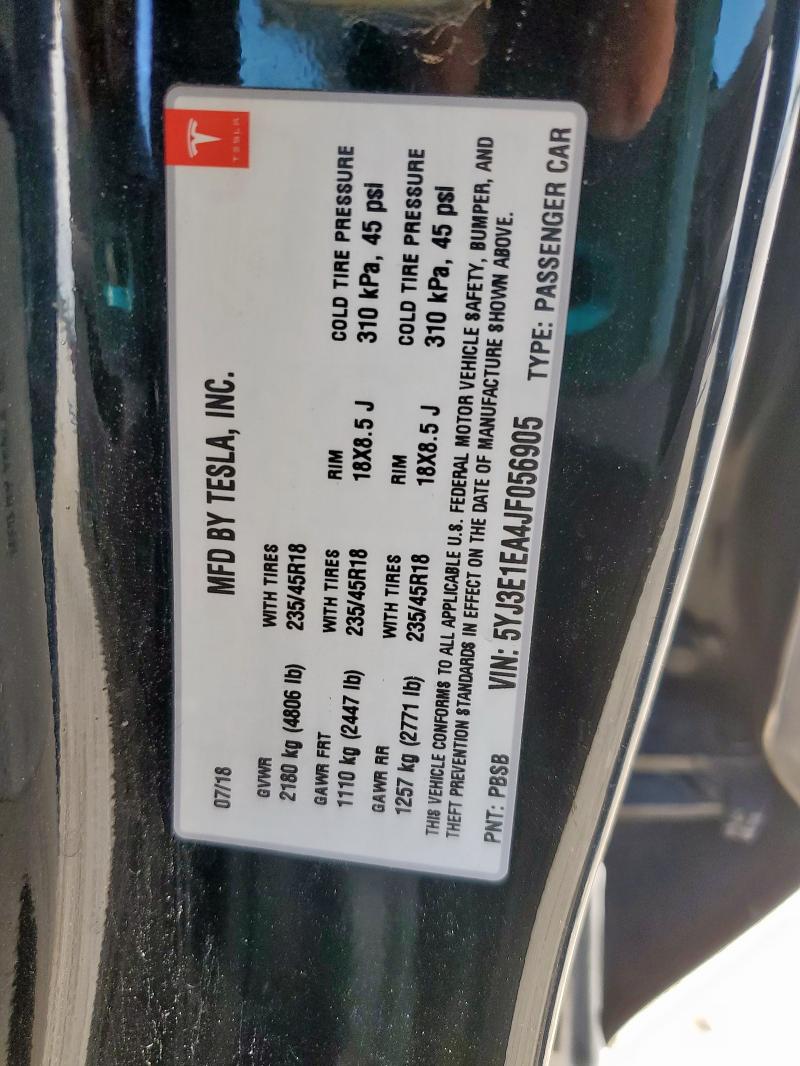 TESLA
07/18
MFD BY TESLA, INC.
GVWR WITH TIRES
2180 kg (4806 lb) 235/45R18
GAWR FRT WITH TIRES RIM COLD TIRE PRESSURE
1110 kg (2447 lb) 235/45R18 18X8.5 J 310 kPa, 45 psi
GAWR RR WITH TIRES RIM COLD TIRE PRESSURE
1257 kg (2771 lb) 235/45R18 18X8.5 J 310 kPa, 45 psi
THIS VEHICLE CONFORMS TO ALL APPLICABLE U.S. FEDERAL MOTOR VEHICLE SAFETY, BUMPER, AND
THEFT PREVENTION STANDARDS IN EFFECT ON THE DATE OF MANUFACTURE SHOWN ABOVE.
PNT: PBSB VIN: 5YJ3E1EA4JF056905 TYPE: PASSENGER CAR